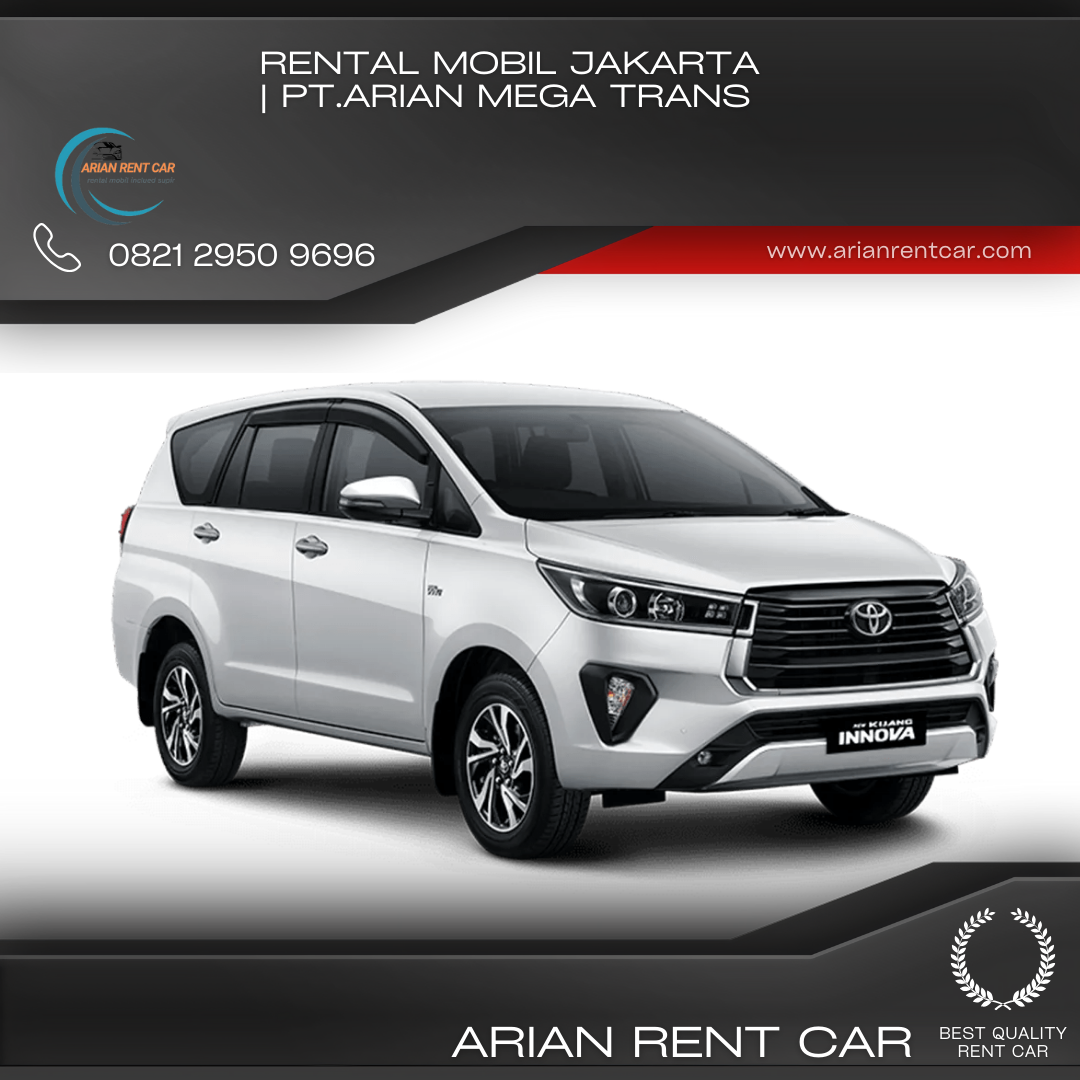 RENTAL MOBIL JAKARTA
| PT.ARIAN MEGA TRANS
ARIAN RENT CAR
0821 2950 9696
www.arianrentcar.com
NEW KIJANG
INNOVA
ARIAN RENT CAR
BEST QUALITY
RENT CAR